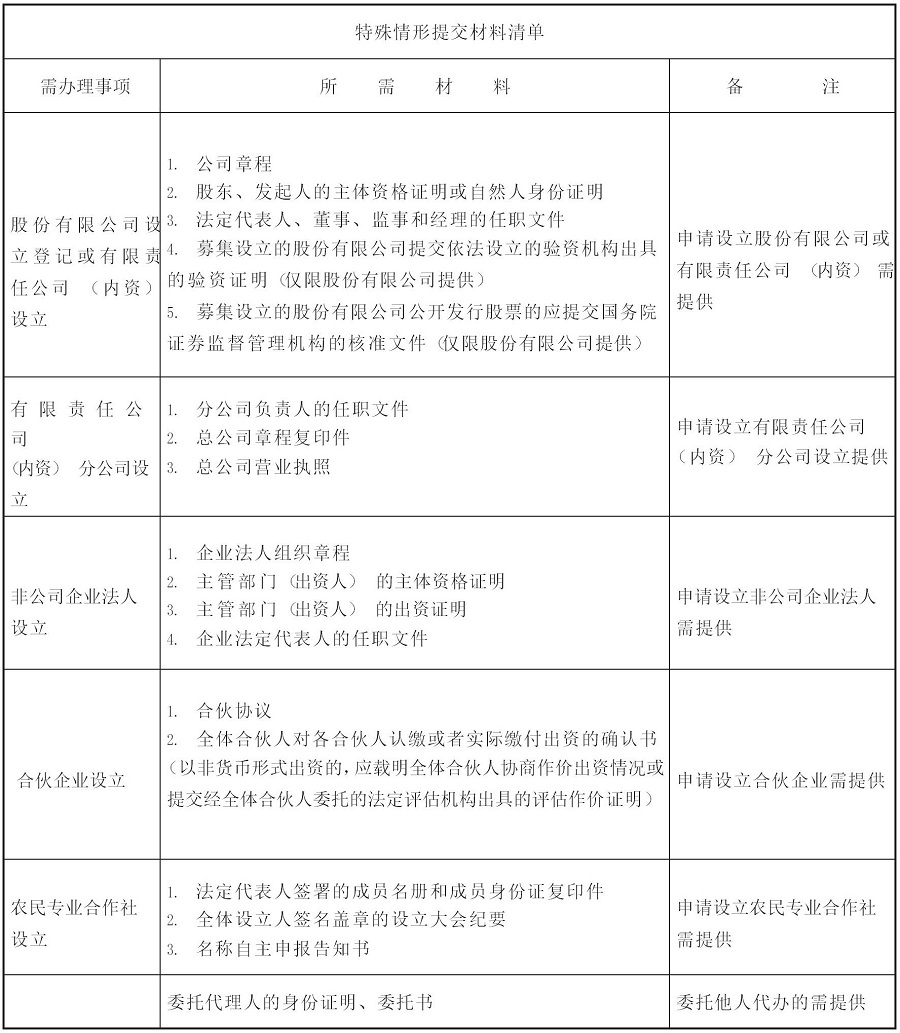 特殊情形提交材料清单
需办理事项
所 需 材 料
备 注
股份有限公司设
立登记或有限责
任公司 （内资）
设立
1. 公司章程
2. 股东、发起人的主体资格证明或自然人身份证明
3. 法定代表人、董事、监事和经理的任职文件
4. 募集设立的股份有限公司提交依法设立的验资机构出具
的验资证明（仅限股份有限公司提供）
5. 募集设立的股份有限公司公开发行股票的应提交国务院
证券监督管理机构的核准文件（仅限股份有限公司提供）
申请设立股份有限公司或
有限责任公司 （内资） 需
提供
有 限 责 任 公
司
（内资） 分公司设
立
1. 分公司负责人的任职文件
2. 总公司章程复印件
3. 总公司营业执照
申请设立有限责任公司
（内资） 分公司设立提供
非公司企业法人
设立
1. 企业法人组织章程
2. 主管部门（出资人） 的主体资格证明
3. 主管部门（出资人） 的出资证明
4. 企业法定代表人的任职文件
申请设立非公司企业法人
需提供
合伙企业设立
1. 合伙协议
2. 全体合伙人对各合伙人认缴或者实际缴付出资的确认书
（以非货币形式出资的，应载明全体合伙人协商作价出资情况或
提交经全体合伙人委托的法定评估机构出具的评估作价证明）
申请设立合伙企业需提供
农民专业合作社
设立
1. 法定代表人签署的成员名册和成员身份证复印件
2. 全体设立人签名盖章的设立大会纪要
3. 名称自主申报告知书
申请设立农民专业合作社
需提供
委托代理人的身份证明、委托书
委托他人代办的需提供